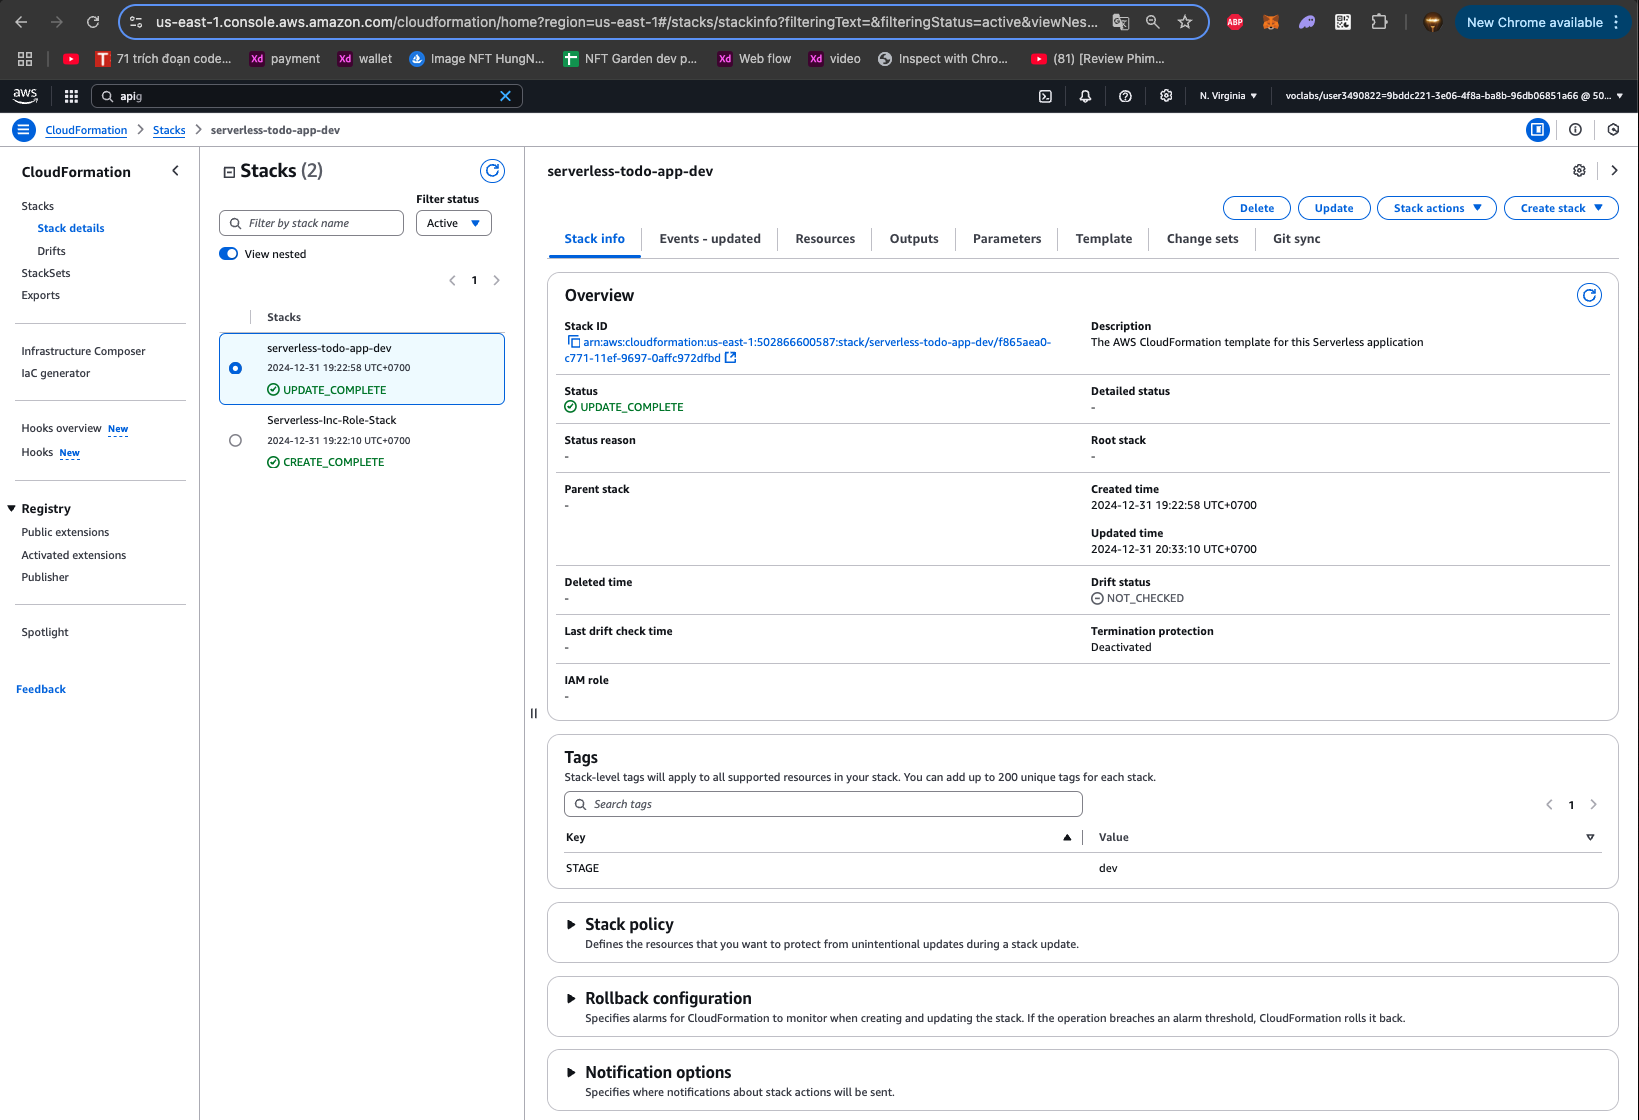 us-east-1.console.aws.amazon.com/cloudformation/home?region=us-east-1#/stacks/stackinfo?filteringText=&filteringStatus=active&viewNes...
ABP
New Chrome available
71 trích đoạn code...
Xd payment
Xd wallet
Image NFT HungN...
NFT Garden dev p...
Xd Web flow
Xd video
Inspect with Chro...
(81) [Review Phim...
aws
apig
N. Virginia
voclabs/user3490822=9bddc221-3e06-4f8a-ba8b-96db06851a66 @ 50...
CloudFormation
Stacks
serverless-todo-app-dev
CloudFormation
Stacks
Stack details
Drifts
StackSets
Exports
Infrastructure Composer
IaC generator
Hooks overview New
Hooks New
Registry
Public extensions
Activated extensions
Publisher
Spotlight
Feedback
Stacks (2)
Filter status
Filter by stack name
Active
View nested
1
Stacks
serverless-todo-app-dev
2024-12-31 19:22:58 UTC+0700
UPDATE_COMPLETE
Serverless-Inc-Role-Stack
2024-12-31 19:22:10 UTC+0700
CREATE_COMPLETE
serverless-todo-app-dev
Delete
Update
Stack actions
Create stack
Stack info
Events - updated
Resources
Outputs
Parameters
Template
Change sets
Git sync
Overview
Stack ID
arn:aws:cloudformation:us-east-1:502866600587:stack/serverless-todo-app-dev/f865aea0-
c771-11ef-9697-0affc972dfbd
Description
The AWS CloudFormation template for this Serverless application
Status
UPDATE_COMPLETE
Detailed status
-
Status reason
-
Root stack
-
Parent stack
-
Created time
2024-12-31 19:22:58 UTC+0700
Updated time
2024-12-31 20:33:10 UTC+0700
Deleted time
-
Drift status
NOT_CHECKED
Last drift check time
-
Termination protection
Deactivated
IAM role
-
Tags
Stack-level tags will apply to all supported resources in your stack. You can add up to 200 unique tags for each stack.
Search tags
1
Key
Value
STAGE
dev
Stack policy
Defines the resources that you want to protect from unintentional updates during a stack update.
Rollback configuration
Specifies alarms for CloudFormation to monitor when creating and updating the stack. If the operation breaches an alarm threshold, CloudFormation rolls it back.
Notification options
Specifies where notifications about stack actions will be sent.